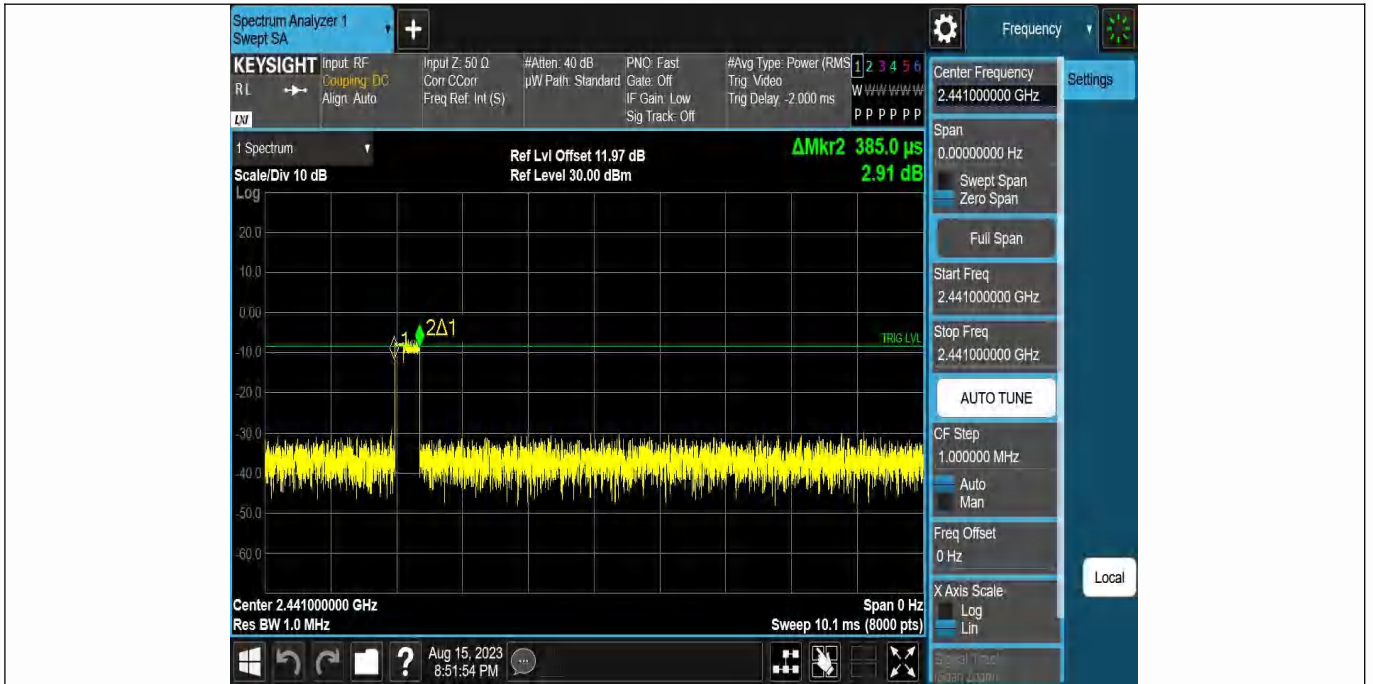 Spectrum Analyzer 1
Swept SA
+
Frequency
KEYSIGHT
R L
LXI
Input: RF
Coupling: DC
Align: Auto
Input Z: 50 Ω
Corr CCorr
Freq Ref: Int (S)
#Atten: 40 dB
µW Path: Standard
PNO: Fast
Gate: Off
IF Gain: Low
Sig Track: Off
#Avg Type: Power (RMS
Trig: Video
Trig Delay: -2.000 ms
1 2 3 4 5 6
W W W W W W
P P P P P P
Center Frequency
2.441000000 GHz
Settings
1 Spectrum
Scale/Div 10 dB
Log
Ref Lvl Offset 11.97 dB
Ref Level 30.00 dBm
ΔMkr2 385.0 µs
2.91 dB
Span
0.00000000 Hz
Swept Span
Zero Span
Full Span
Start Freq
2.441000000 GHz
Stop Freq
2.441000000 GHz
AUTO TUNE
CF Step
1.000000 MHz
Auto
Man
Freq Offset
0 Hz
X Axis Scale
Log
Lin
Signal Track
(Span Zoom)
Local
20.0
10.0
0.00
-10.0
-20.0
-30.0
-40.0
-50.0
-60.0
1
2Δ1
TRIG LVL
Center 2.441000000 GHz
Res BW 1.0 MHz
Span 0 Hz
Sweep 10.1 ms (8000 pts)
?
Aug 15, 2023
8:51:54 PM